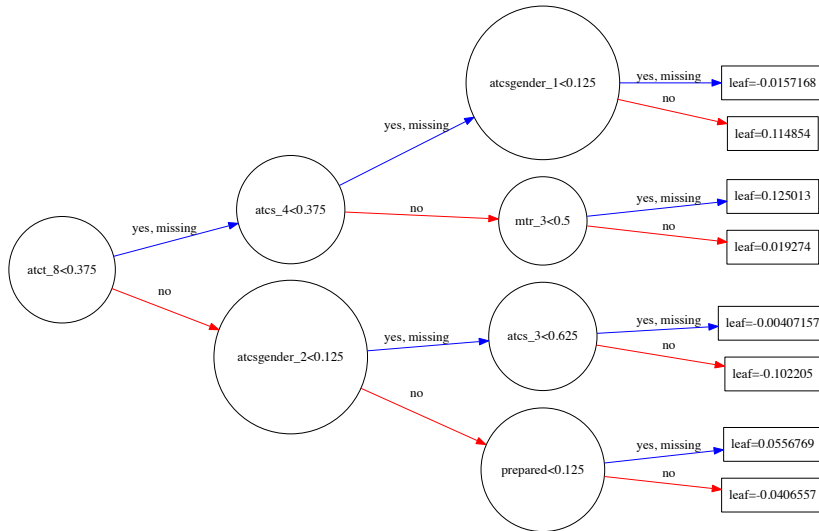 atcsgender_1<0.125
yes, missing
leaf=-0.0157168
no
leaf=0.114854
yes, missing
atcs_4<0.375
no
mtr_3<0.5
yes, missing
leaf=0.125013
no
leaf=0.019274
yes, missing
atct_8<0.375
no
atcsgender_2<0.125
yes, missing
atcs_3<0.625
yes, missing
leaf=-0.00407157
no
leaf=-0.102205
no
prepared<0.125
yes, missing
leaf=0.0556769
no
leaf=-0.0406557